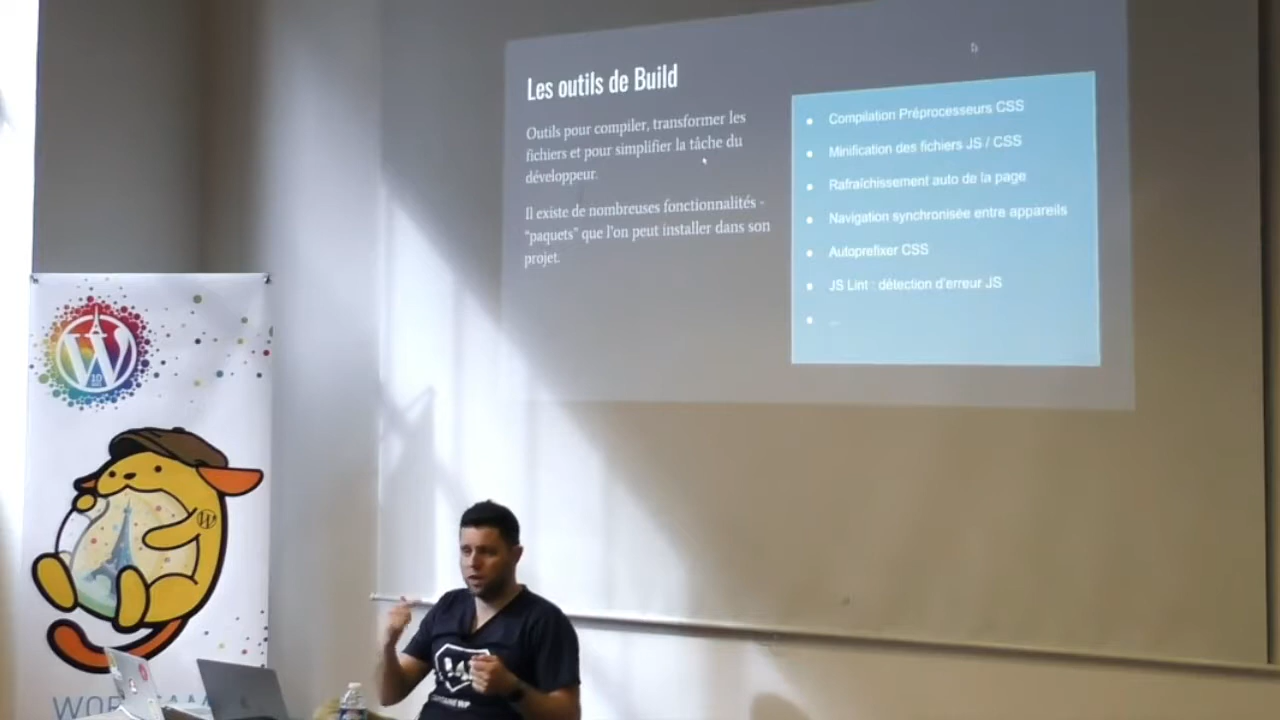 Les outils de Build
Outils pour compiler, transformer les
fichiers et pour simplifier la tâche du
développeur.
Il existe de nombreuses fonctionnalités -
"paquets" que l'on peut installer dans son
projet.
Compilation Préprocesseurs CSS
Minification des fichiers JS / CSS
Rafraîchissement auto de la page
Navigation synchronisée entre appareils
Autoprefixer CSS
JS Lint : détection d'erreur JS
...